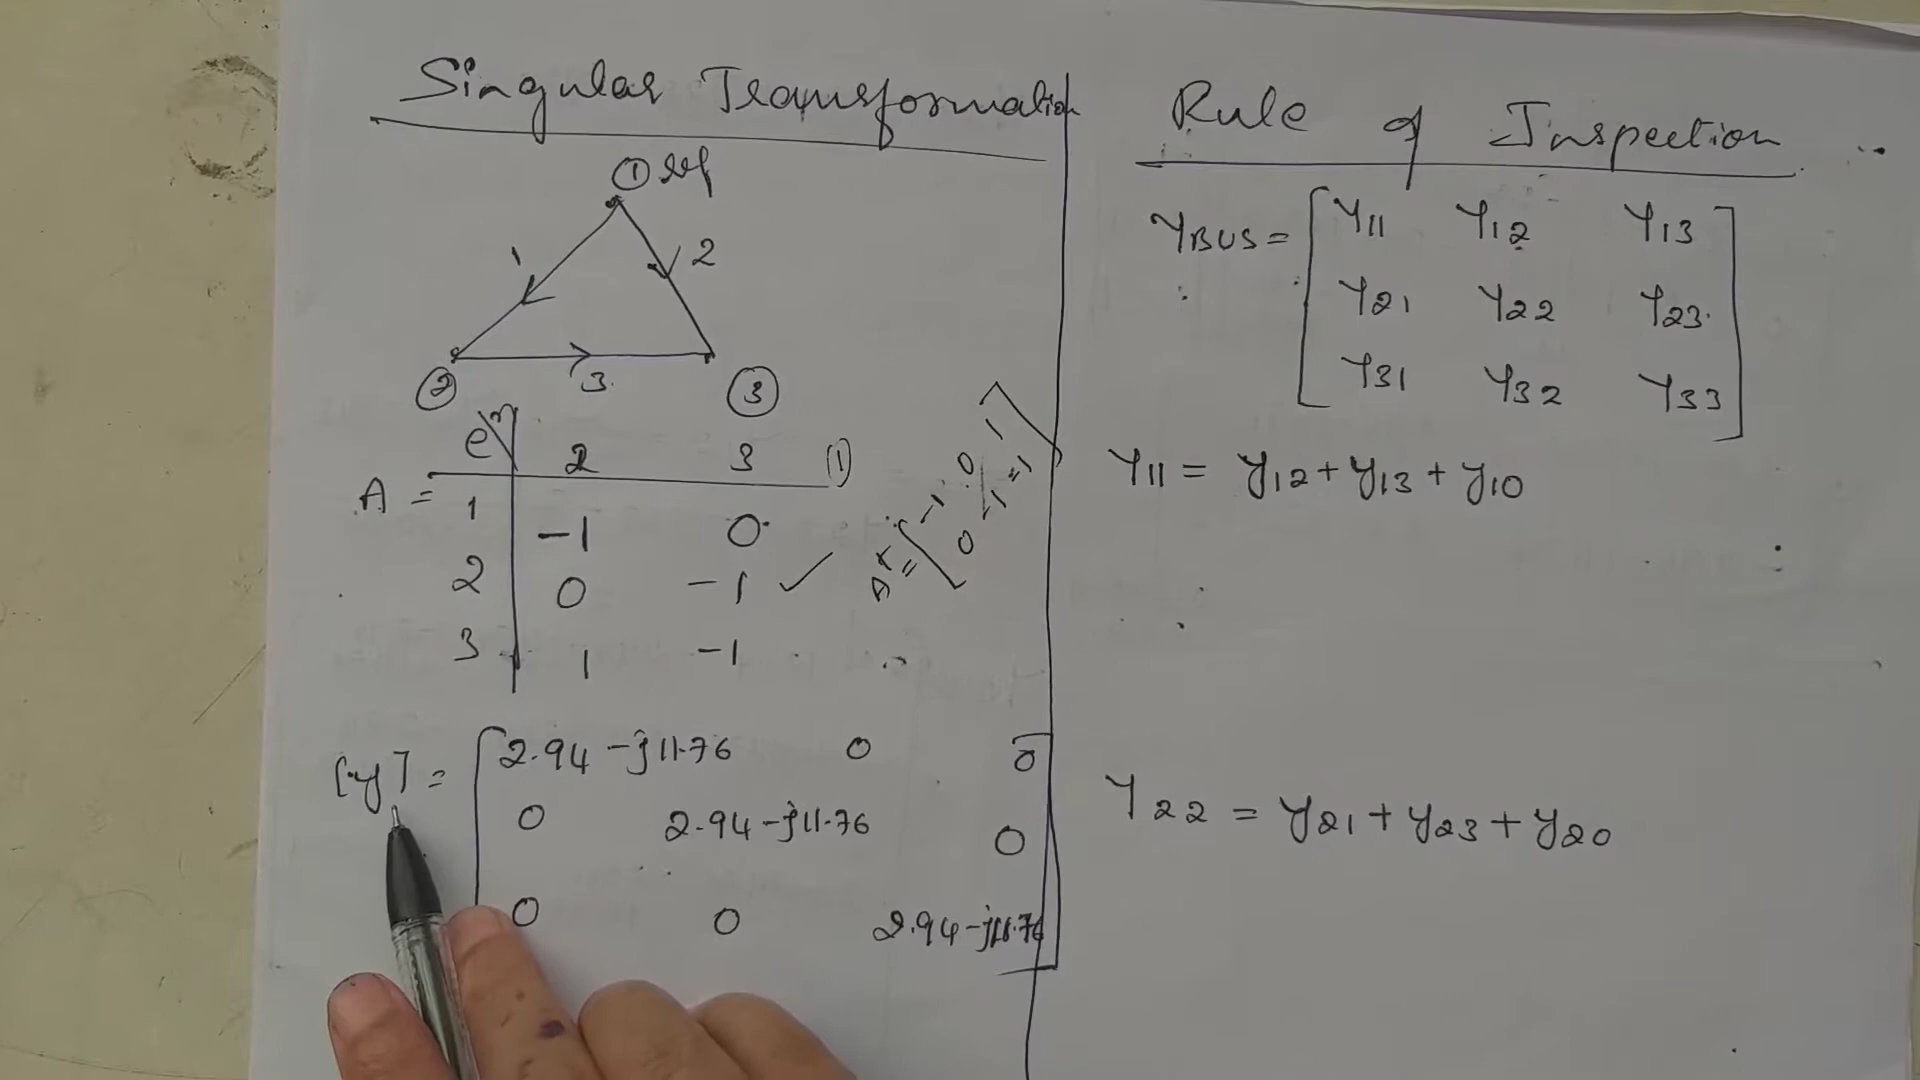 Singular Transformation
① ref
1
2
3
② ③
e n 2 3 (1)
A = 1 -1 0
2 0 -1 ✓
3 1 -1
Aᵀ = [ -1 0 1
0 -1 -1 ]
[y] = [ 2.94-j11.76 0 0
0 2.94-j11.76 0
0 0 2.94-j11.76 ]
Rule of Inspection
YBUS = [ Y11 Y12 Y13
Y21 Y22 Y23
Y31 Y32 Y33 ]
Y11 = y12 + y13 + y10
Y22 = y21 + y23 + y20